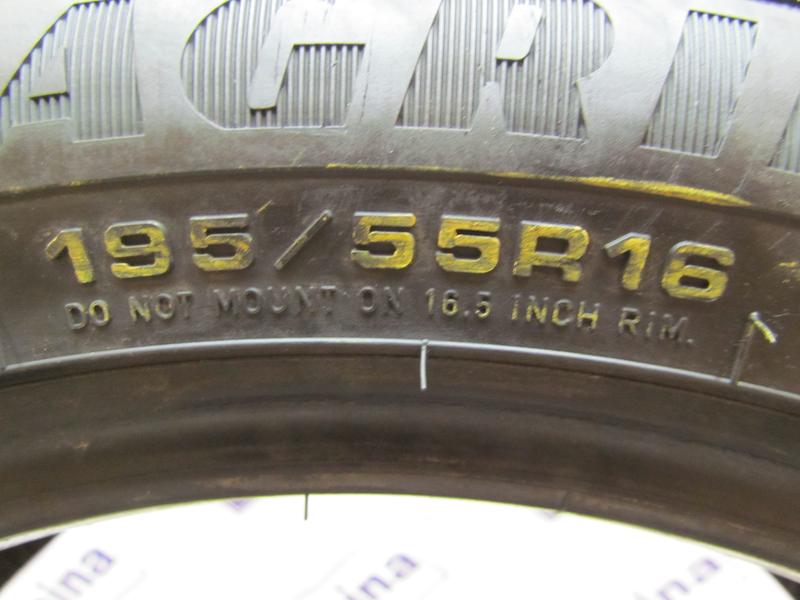 195/55R16
DO NOT MOUNT ON 16.5 INCH RIM.